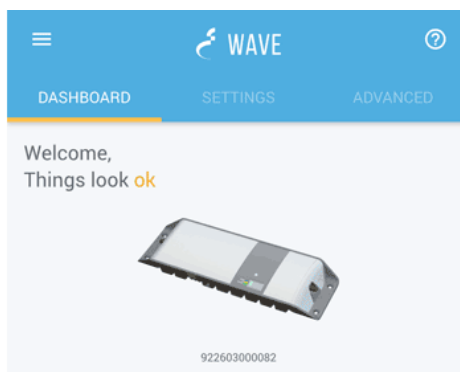 WAVE
DASHBOARD SETTINGS ADVANCED
Welcome,
Things look ok
922603000082